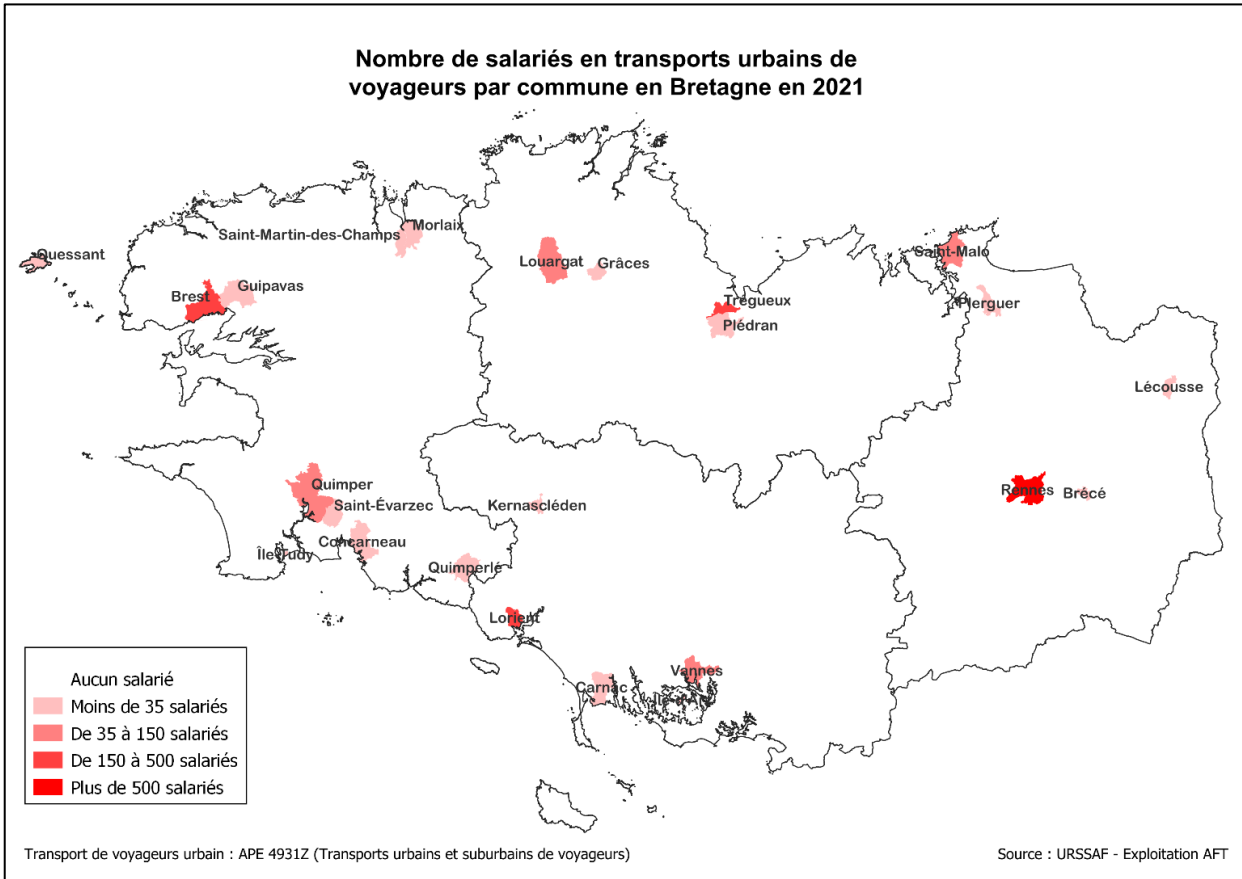 Nombre de salariés en transports urbains de
voyageurs par commune en Bretagne en 2021
Saint-Martin-des-Champs
Morlaix
Ouessant
Louargat
Grâces
Saint-Malo
Brest
Guipavas
Trégueux
Plerguer
Plédran
Lécousse
Quimper
Rennes
Brécé
Saint-Évarzec
Kernascléden
Concarneau
Île-Tudy
Quimperlé
Lorient
Vannes
Carnac
Aucun salarié
Moins de 35 salariés
De 35 à 150 salariés
De 150 à 500 salariés
Plus de 500 salariés
Transport de voyageurs urbain : APE 4931Z (Transports urbains et suburbains de voyageurs)
Source : URSSAF - Exploitation AFT